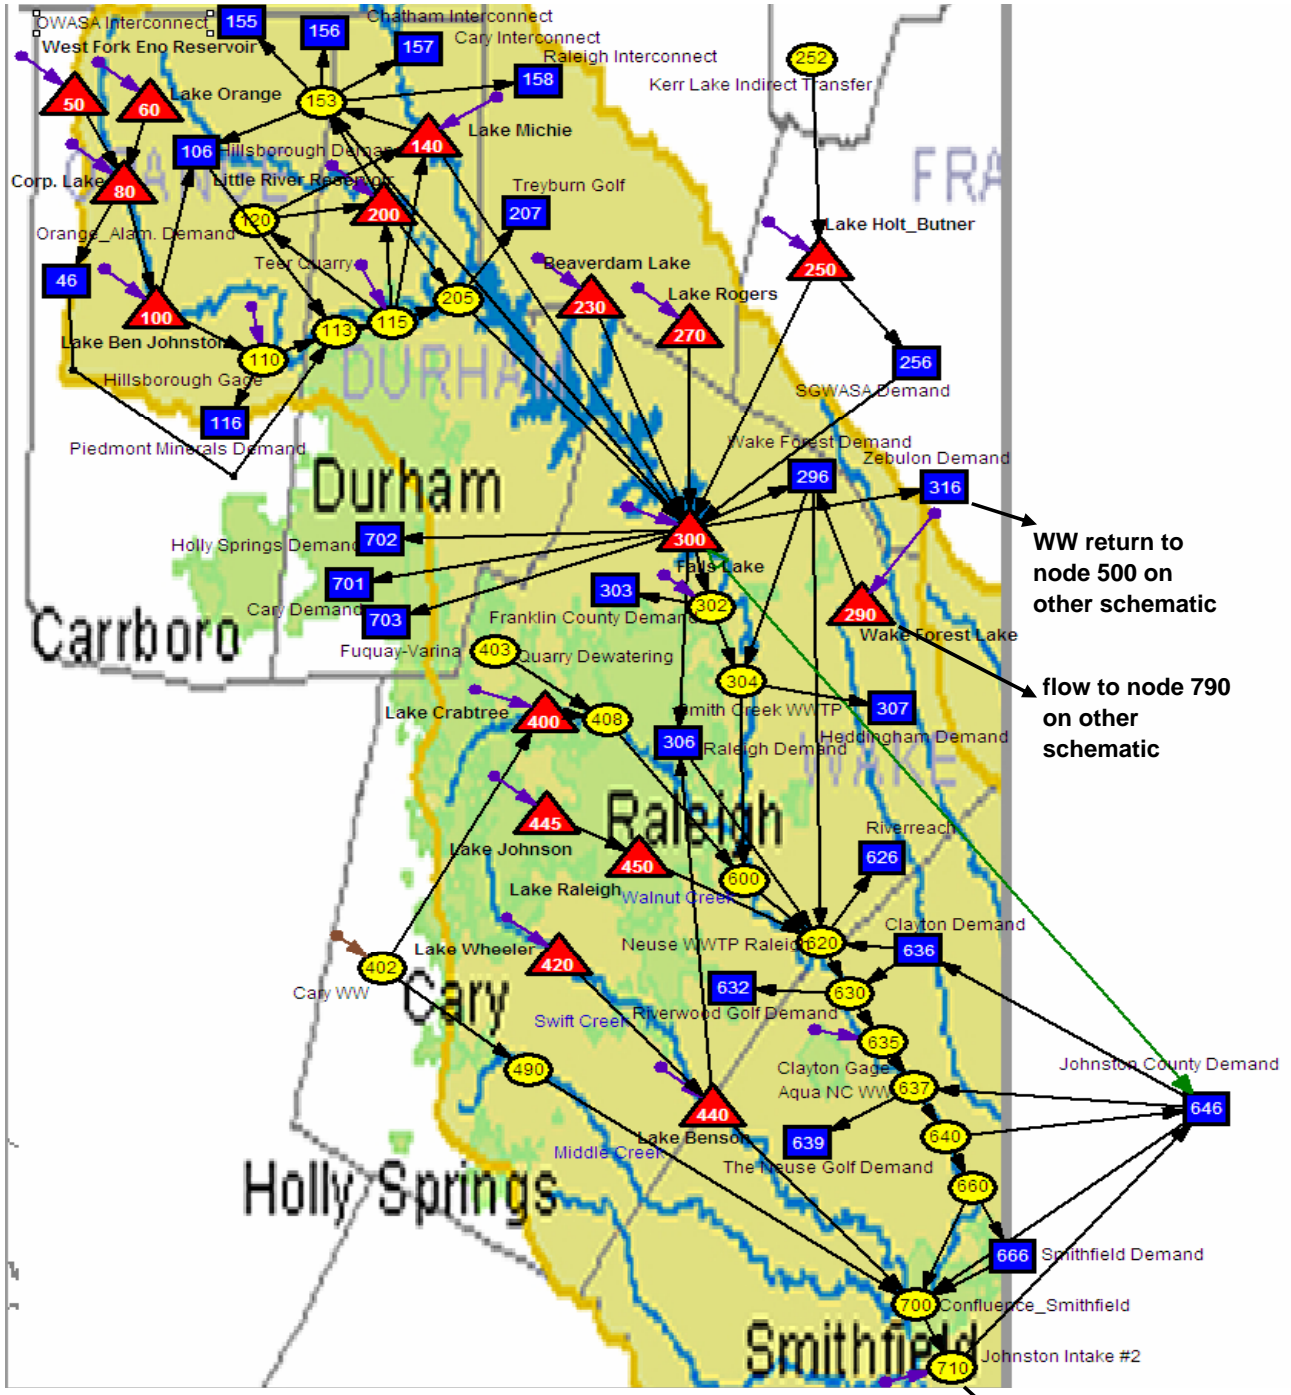 OWASA Interconnect
155
Chatham Interconnect
156
Cary Interconnect
157
West Fork Eno Reservoir
Raleigh Interconnect
158
252
Kerr Lake Indirect Transfer
50
60
Lake Orange
153
Lake Michie
140
106
Hillsborough Deman
ORANGE
FRA
Corp. Lake
80
Little River Reservoir
200
Treyburn Golf
207
120
Lake Holt_Butner
250
Orange_Alam. Demand
46
Teer Quarry
Beaverdam Lake
230
Lake Rogers
270
205
100
Lake Ben Johnston
113
115
110
DURHAM
256
SGWASA Demand
Hillsborough Gage
116
Piedmont Minerals Demand
Wake Forest Demand
Zebulon Demand
296
316
Durham
WW return to
node 500 on
other schematic
Holly Springs Demand
702
300
Falls Lake
701
Cary Demand
703
Fuquay-Varina
303
Franklin County Demand
302
290
Wake Forest Lake
Carrboro
403
Quarry Dewatering
304
Smith Creek WWTP
307
Heddingham Demand
flow to node 790
on other
schematic
Lake Crabtree
400
408
306
Raleigh Demand
WAKE
445
Lake Johnson
Raleigh
Riverreach
626
450
Lake Raleigh
600
Walnut Creek
Clayton Demand
636
Lake Wheeler
420
Neuse WWTP Raleigh
620
402
Cary WW
Cary
632
630
Riverwood Golf Demand
Swift Creek
635
Clayton Gage
Johnston County Demand
490
Aqua NC WW
637
646
440
Lake Benson
639
640
Middle Creek
The Neuse Golf Demand
Holly Springs
660
666
Smithfield Demand
700
Confluence_Smithfield
Smithfield
710
Johnston Intake #2